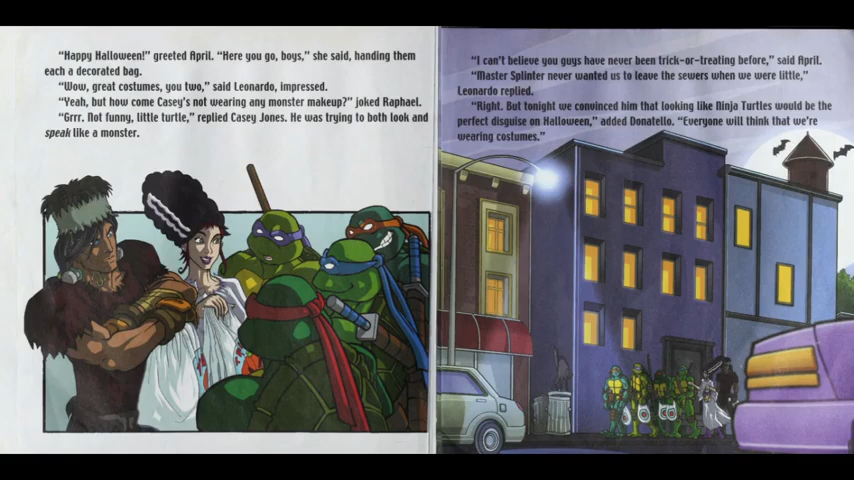 “Happy Halloween!” greeted April. “Here you go, boys,” she said, handing them
each a decorated bag.
“Wow, great costumes, you two,” said Leonardo, impressed.
“Yeah, but how come Casey’s not wearing any monster makeup?” joked Raphael.
“Grrr. Not funny, little turtle,” replied Casey Jones. He was trying to both look and
speak like a monster.
“I can’t believe you guys have never been trick-or-treating before,” said April.
“Master Splinter never wanted us to leave the sewers when we were little,”
Leonardo replied.
“Right. But tonight we convinced him that looking like Ninja Turtles would be the
perfect disguise on Halloween,” added Donatello. “Everyone will think that we’re
wearing costumes.”